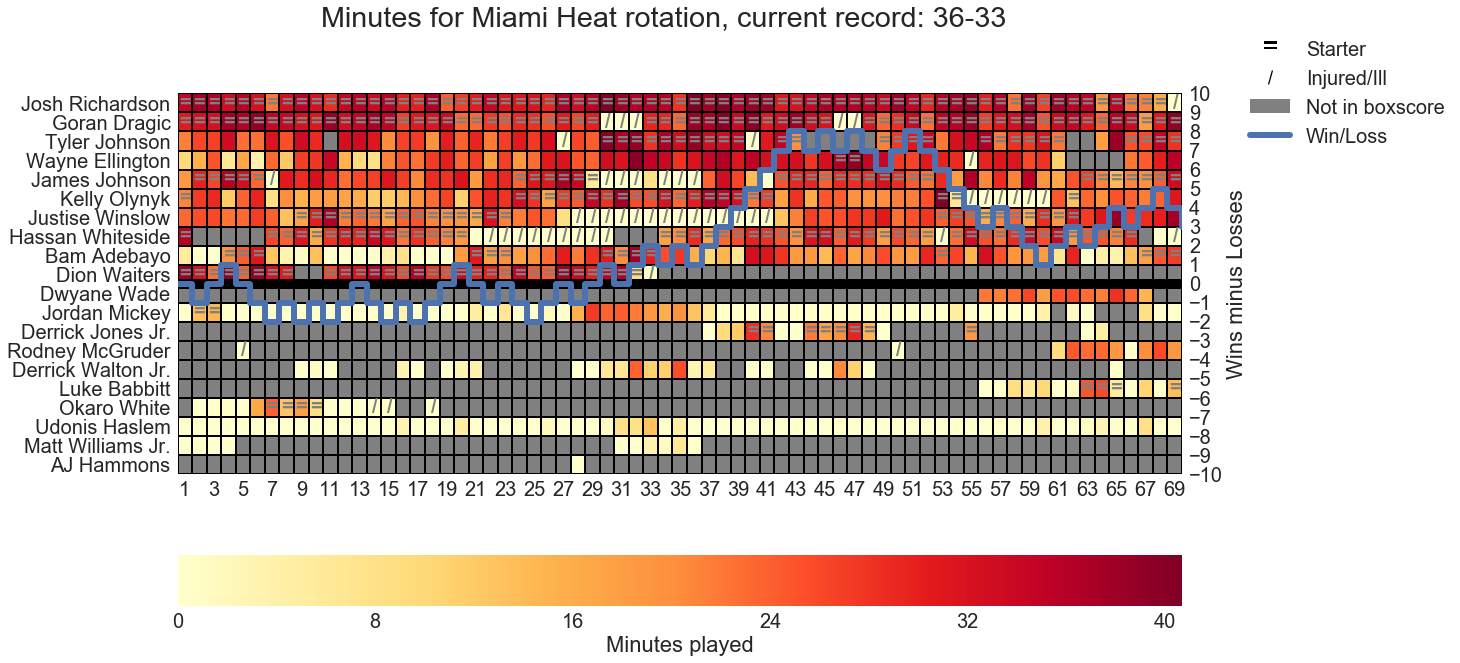 Minutes for Miami Heat rotation, current record: 36-33
= Starter
/ Injured/Ill
Not in boxscore
Win/Loss
Josh Richardson
Goran Dragic
Tyler Johnson
Wayne Ellington
James Johnson
Kelly Olynyk
Justise Winslow
Hassan Whiteside
Bam Adebayo
Dion Waiters
Dwyane Wade
Jordan Mickey
Derrick Jones Jr.
Rodney McGruder
Derrick Walton Jr.
Luke Babbitt
Okaro White
Udonis Haslem
Matt Williams Jr.
AJ Hammons
10
9
8
7
6
5
4
3
2
1
0
−1
−2
−3
−4
−5
−6
−7
−8
−9
−10
Wins minus Losses
1 3 5 7 9 11 13 15 17 19 21 23 25 27 29 31 33 35 37 39 41 43 45 47 49 51 53 55 57 59 61 63 65 67 69
0 8 16 24 32 40
Minutes played